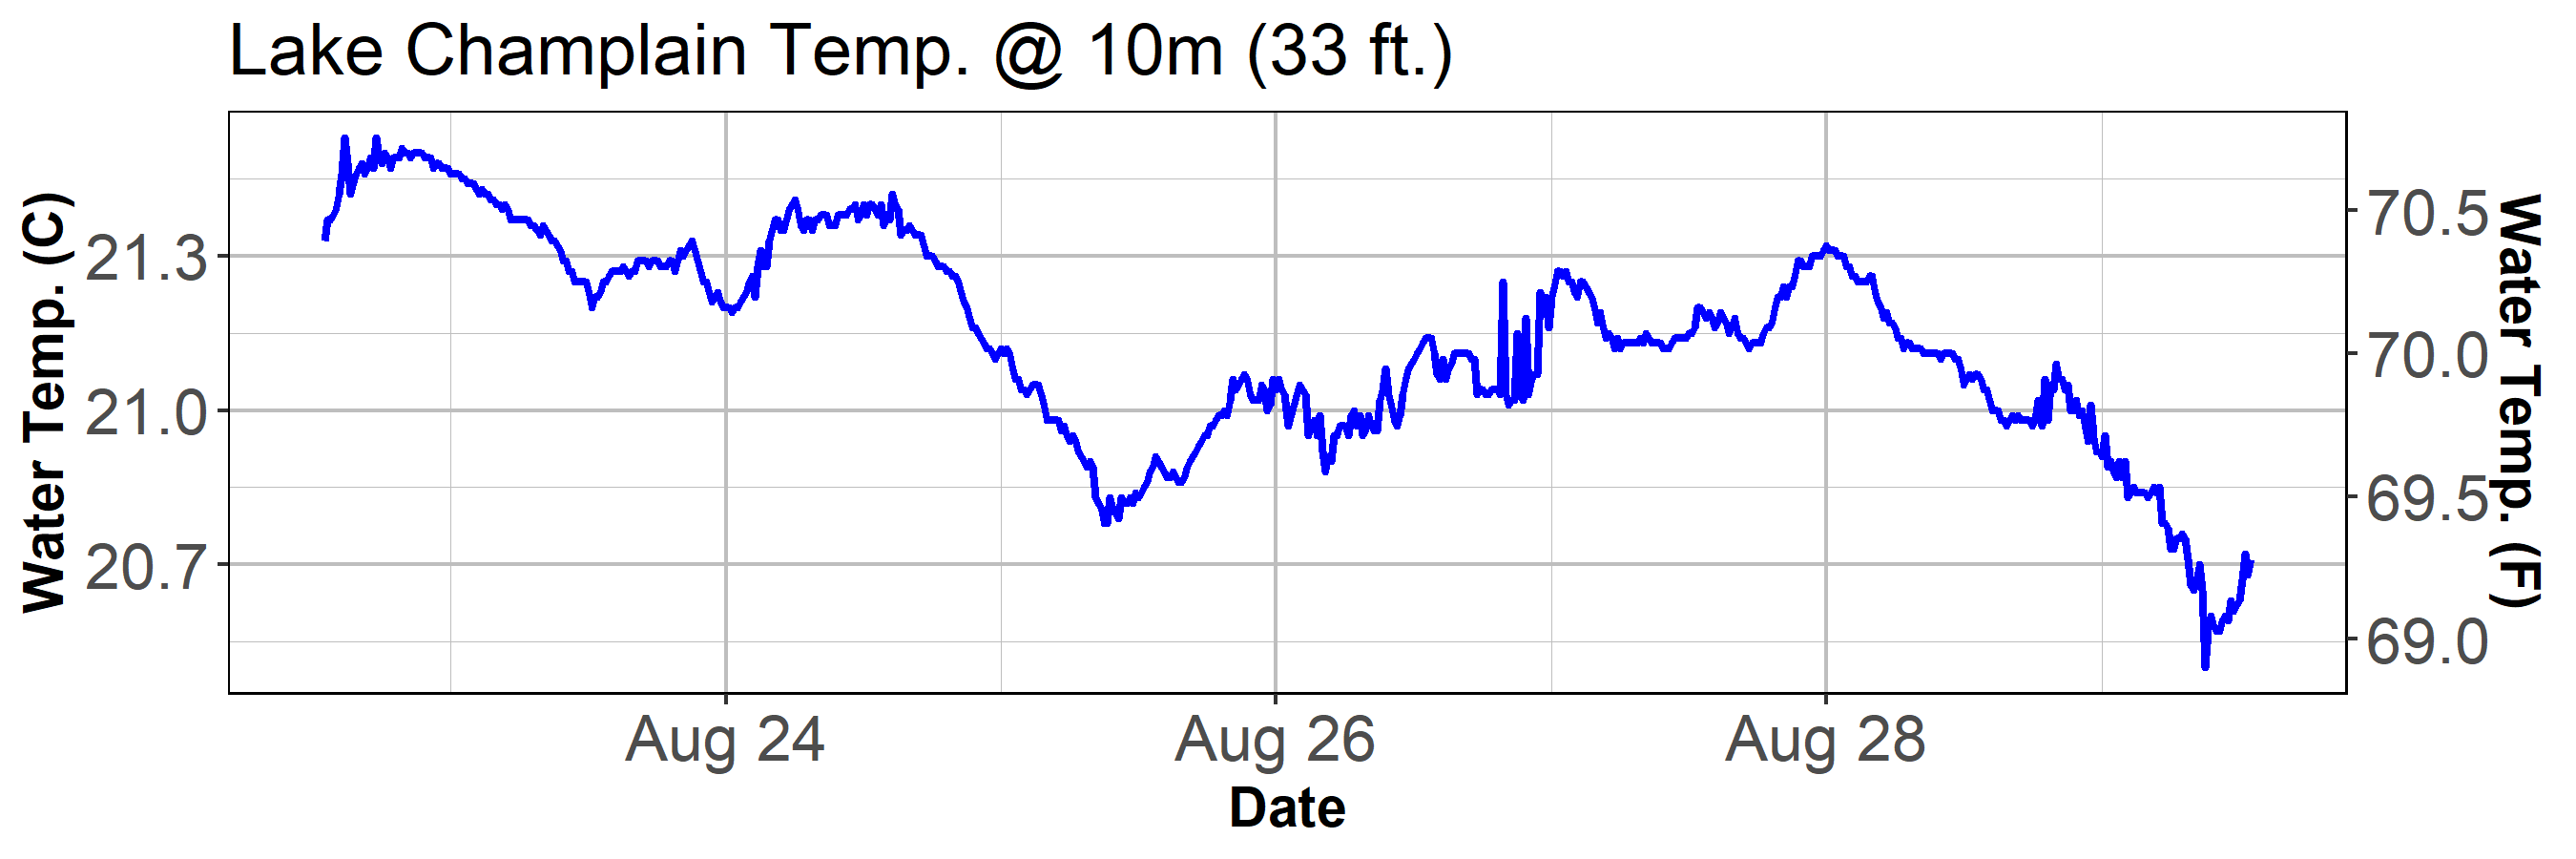 Lake Champlain Temp. @ 10m (33 ft.)
Water Temp. (C)
21.3
21.0
20.7
70.5
70.0
69.5
69.0
Water Temp. (F)
Aug 24
Aug 26
Aug 28
Date